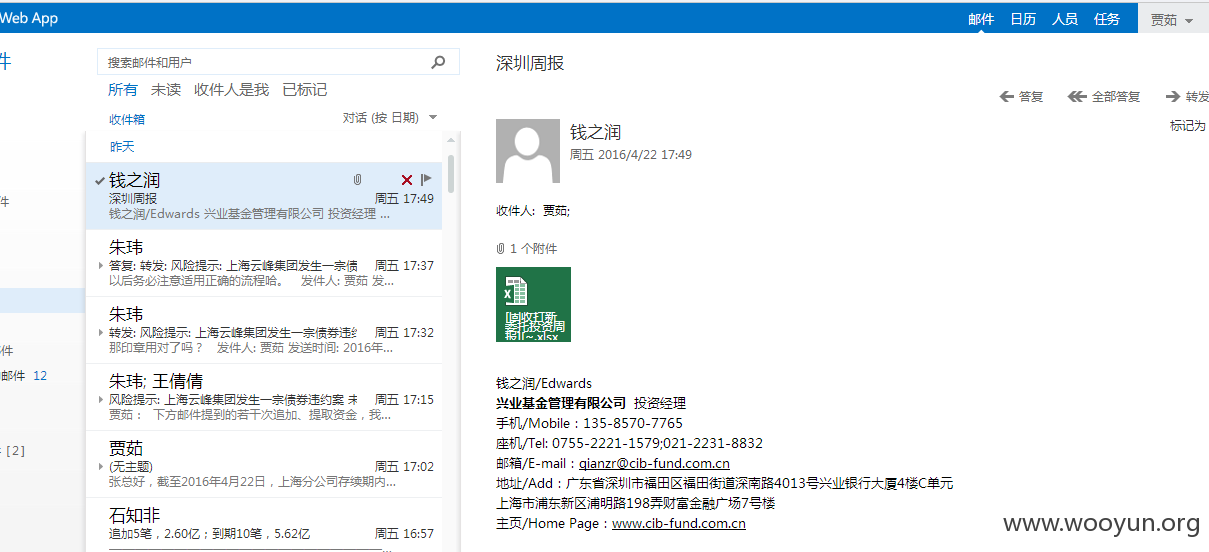 Web App
邮件 日历 人员 任务 贾茹
件
搜索邮件和用户
所有 未读 收件人是我 已标记
收件箱 对话 (按 日期)
昨天
钱之润
深圳周报 周五 17:49
钱之润/Edwards 兴业基金管理有限公司 投资经理 ...
朱玮
答复: 转发: 风险提示: 上海云峰集团发生一宗债 周五 17:37
以后务必注意适用正确的流程哈。 发件人: 贾茹 发...
朱玮
转发: 风险提示: 上海云峰集团发生一宗债券违约 周五 17:32
那印章用对了吗？ 发件人: 贾茹 发送时间: 2016年...
朱玮; 王倩倩
风险提示: 上海云峰集团发生一宗债券违约案 未 周五 17:15
贾茹： 下方邮件提到的若干次追加、提取资金，我...
贾茹
(无主题) 周五 17:02
张总好，截至2016年4月22日，上海分公司存续期内...
石知非
追加5笔，2.60亿；到期10笔，5.62亿 周五 16:57
件
件
邮件 12
[2]
深圳周报
答复 全部答复 转发
标记为
钱之润
周五 2016/4/22 17:49
收件人: 贾茹;
1 个附件
收打新
委托投资周
报][~.xlsx
钱之润/Edwards
兴业基金管理有限公司 投资经理
手机/Mobile：135-8570-7765
座机/Tel: 0755-2221-1579;021-2231-8832
邮箱/E-mail：qianzr@cib-fund.com.cn
地址/Add：广东省深圳市福田区福田街道深南路4013号兴业银行大厦4楼C单元
上海市浦东新区浦明路198弄财富金融广场7号楼
主页/Home Page：www.cib-fund.com.cn
www.wooyun.org